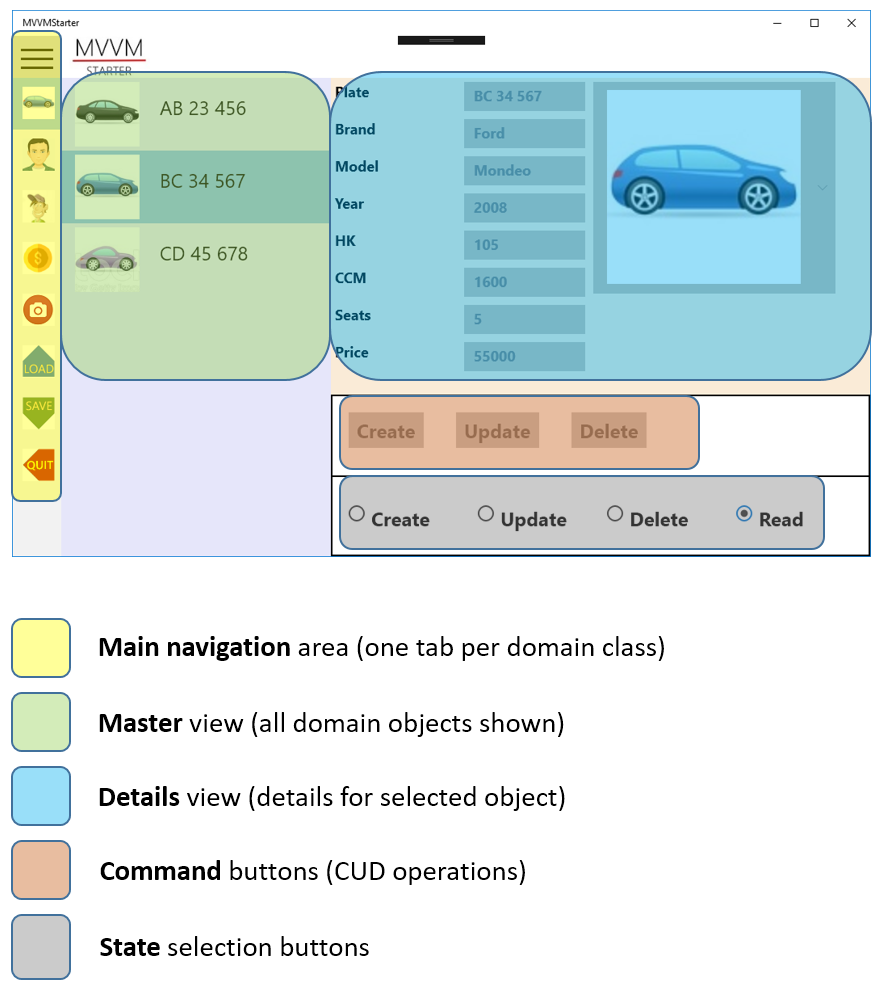 MVVMStarter
MVVM
STARTER
AB 23 456
BC 34 567
CD 45 678
LOAD
SAVE
QUIT
Plate BC 34 567
Brand Ford
Model Mondeo
Year 2008
HK 105
CCM 1600
Seats 5
Price 55000
Create Update Delete
Create Update Delete Read
Main navigation area (one tab per domain class)
Master view (all domain objects shown)
Details view (details for selected object)
Command buttons (CUD operations)
State selection buttons